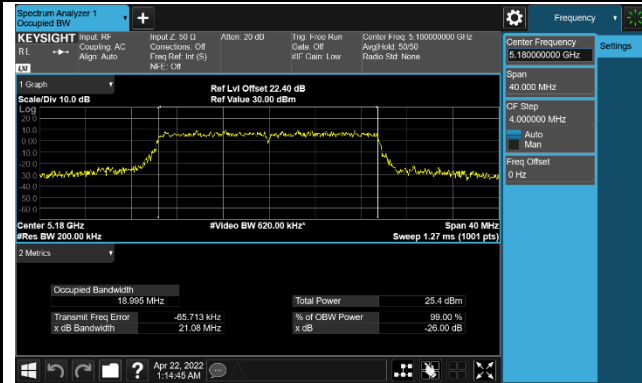 Spectrum Analyzer 1
Occupied BW
Frequency
KEYSIGHT
RL
LXI
Input: RF
Coupling: AC
Align: Auto
Input Z: 50 Ω
Corrections: Off
Freq Ref: Int (S)
NFE: Off
Atten: 20 dB
Trig: Free Run
Gate: Off
#IF Gain: Low
Center Freq: 5.180000000 GHz
Avg|Hold: 50/50
Radio Std: None
Center Frequency
5.180000000 GHz
Settings
Span
40.000 MHz
CF Step
4.000000 MHz
Auto
Man
Freq Offset
0 Hz
1 Graph
Scale/Div 10.0 dB
Ref Lvl Offset 22.40 dB
Ref Value 30.00 dBm
Log
20.0
10.0
0.00
-10.0
-20.0
-30.0
-40.0
-50.0
-60.0
Center 5.18 GHz
#Res BW 200.00 kHz
#Video BW 620.00 kHz*
Span 40 MHz
Sweep 1.27 ms (1001 pts)
2 Metrics
Occupied Bandwidth
18.995 MHz
Total Power 25.4 dBm
Transmit Freq Error -65.713 kHz
% of OBW Power 99.00 %
x dB Bandwidth 21.08 MHz
x dB -26.00 dB
?
Apr 22, 2022
1:14:45 AM